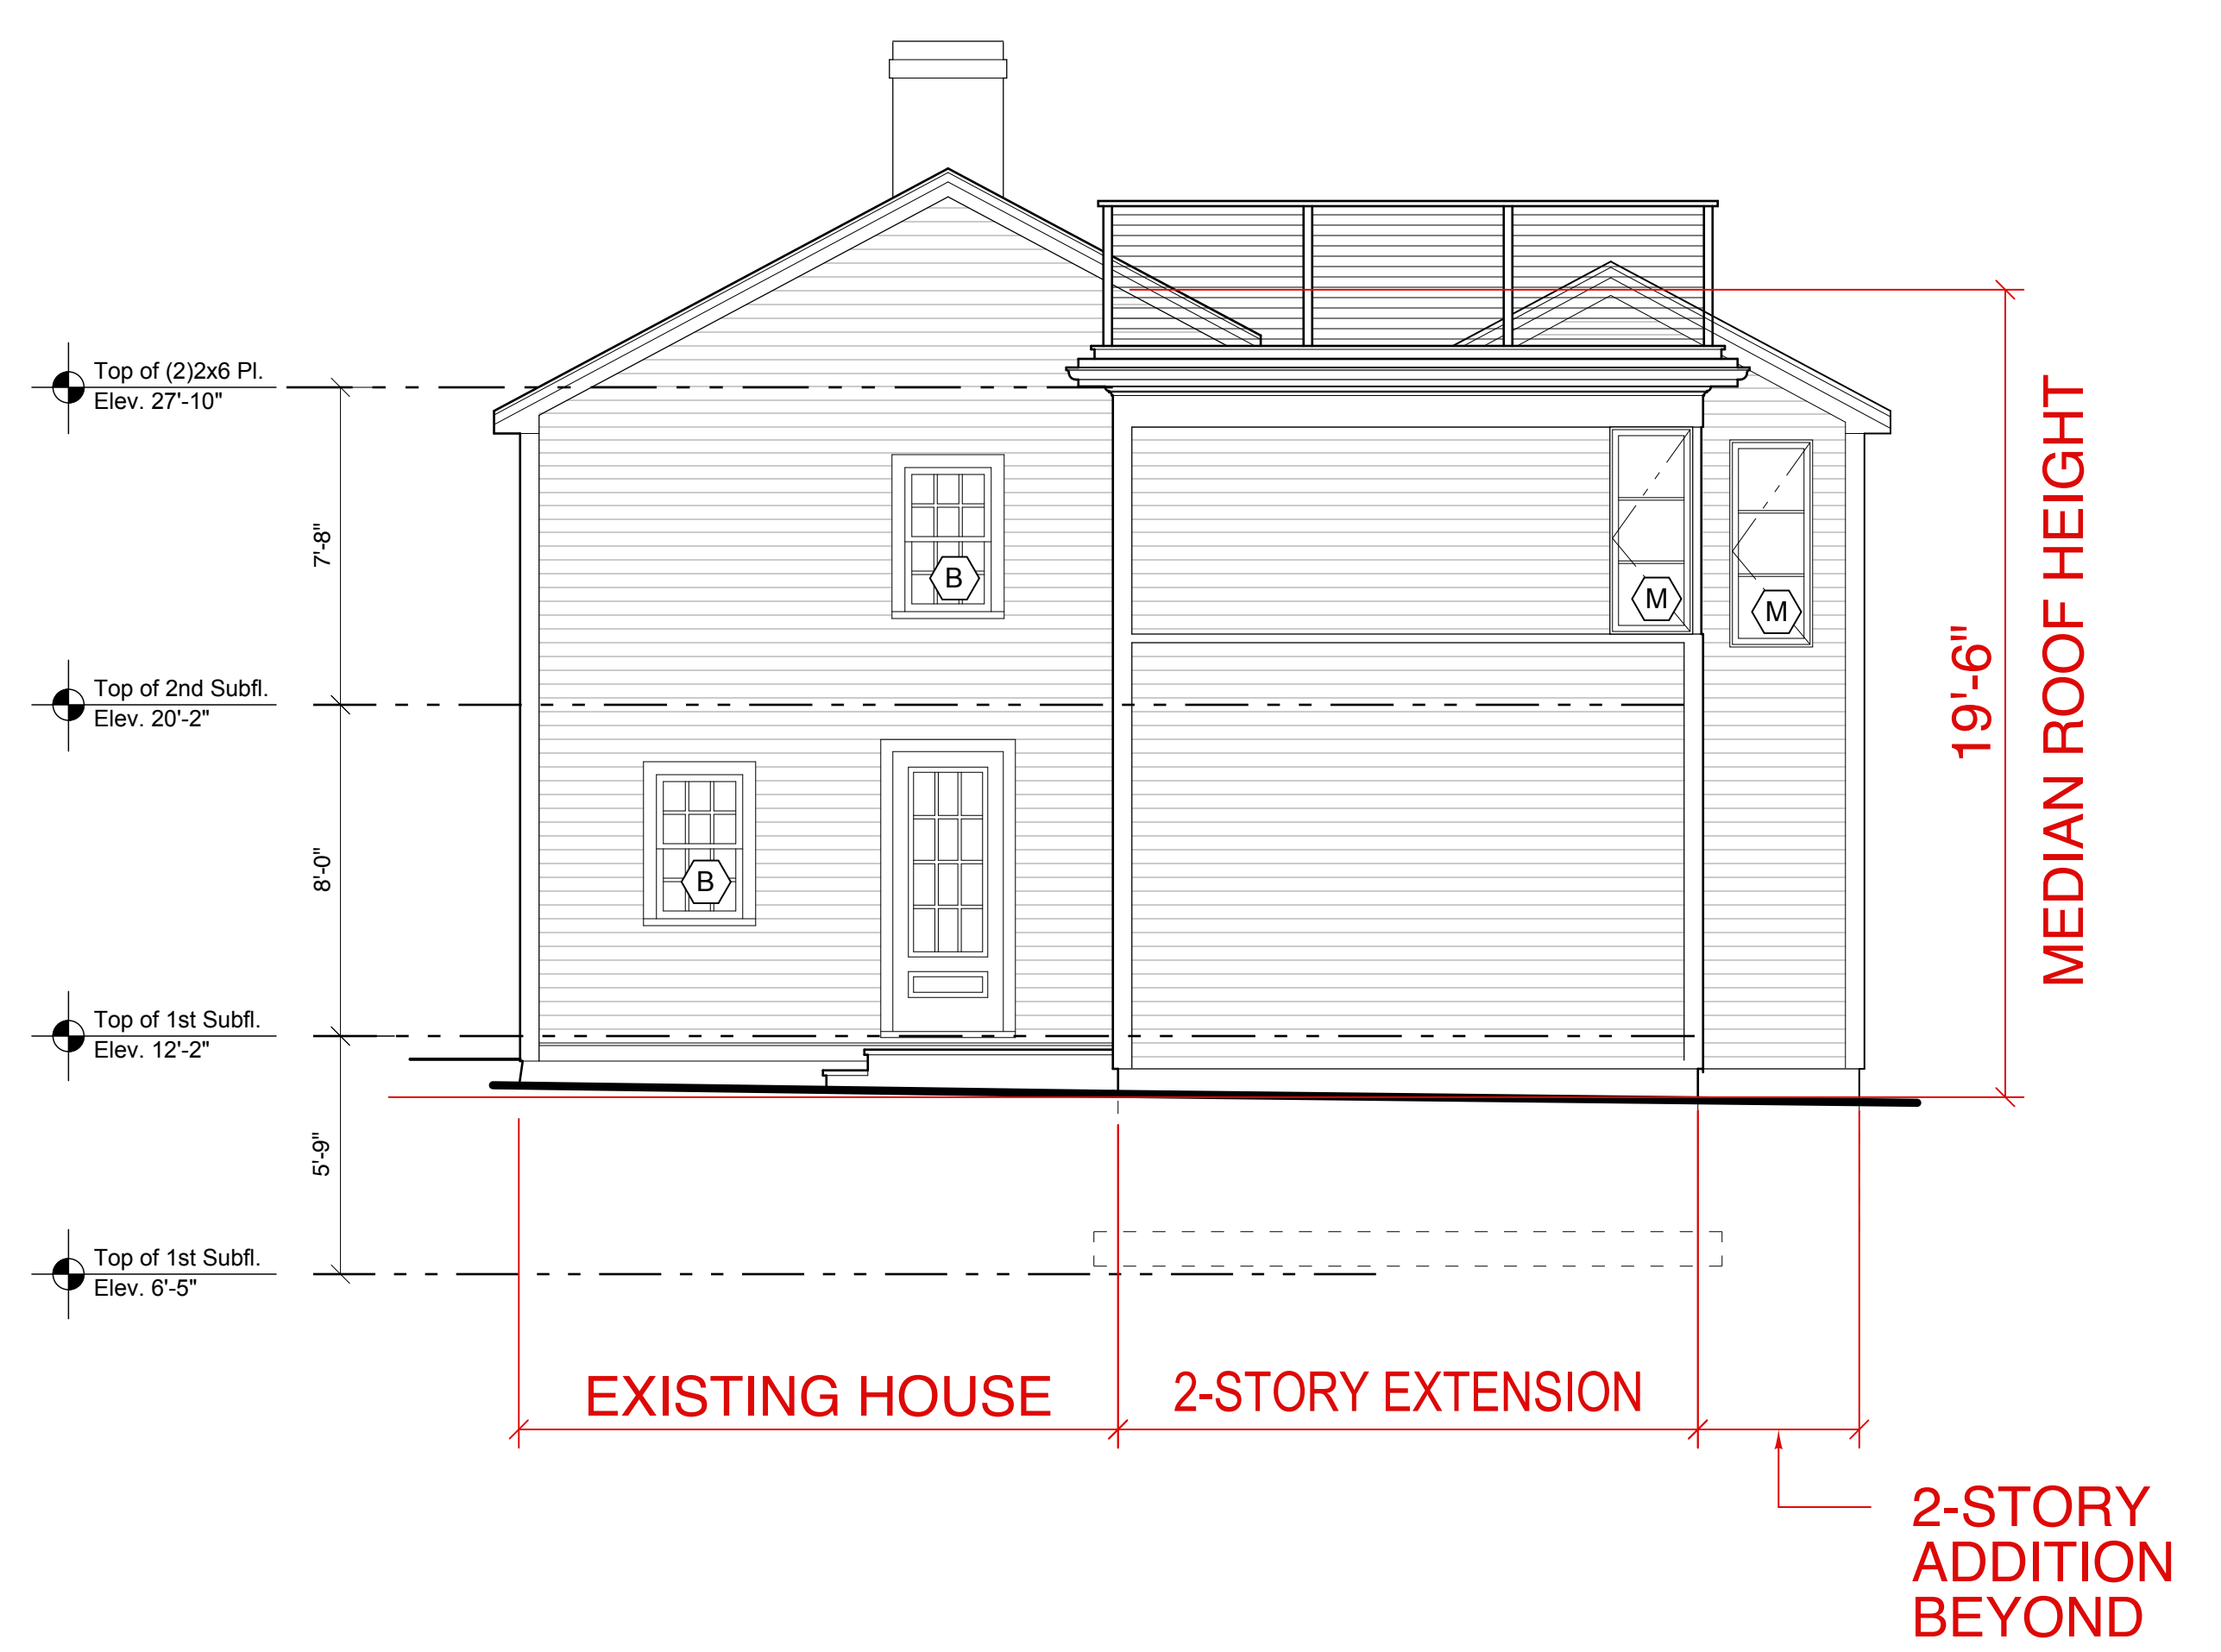 Top of (2)2x6 Pl.
Elev. 27'-10"
7'-8"
B
M
M
Top of 2nd Subfl.
Elev. 20'-2"
8'-0"
B
19'-6"
MEDIAN ROOF HEIGHT
Top of 1st Subfl.
Elev. 12'-2"
5'-9"
Top of 1st Subfl.
Elev. 6'-5"
EXISTING HOUSE
2-STORY EXTENSION
2-STORY
ADDITION
BEYOND